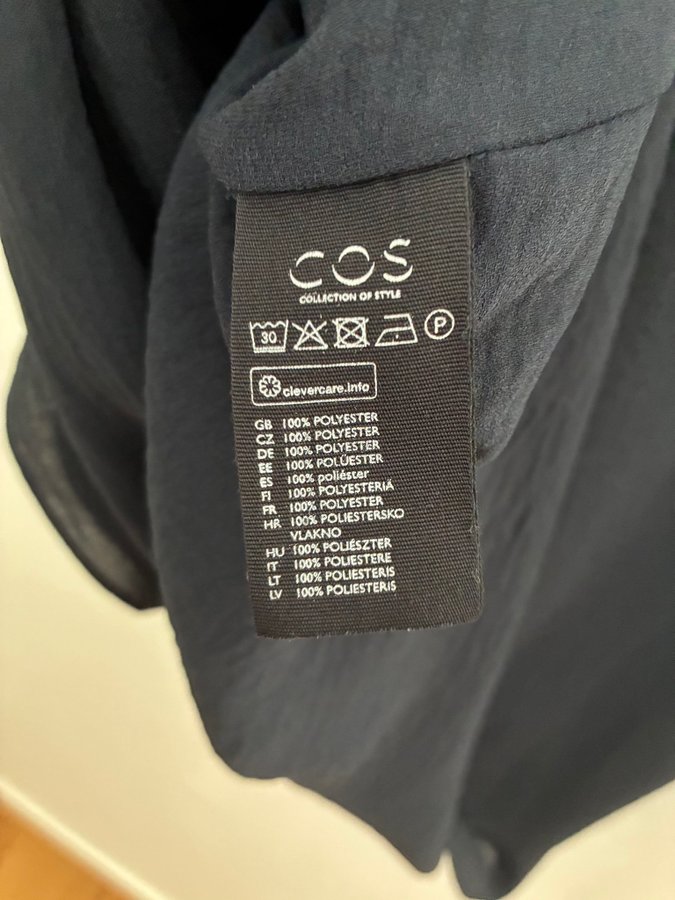 COS
COLLECTION OF STYLE
30 P
clevercare.info
GB 100% POLYESTER
CZ 100% POLYESTER
DE 100% POLYESTER
EE 100% POLÜESTER
ES 100% poliéster
FI 100% POLYESTERIÄ
FR 100% POLYESTER
HR 100% POLIESTERSKO
VLAKNO
HU 100% POLIÉSZTER
IT 100% POLIESTERE
LT 100% POLIESTERIS
LV 100% POLIESTERIS